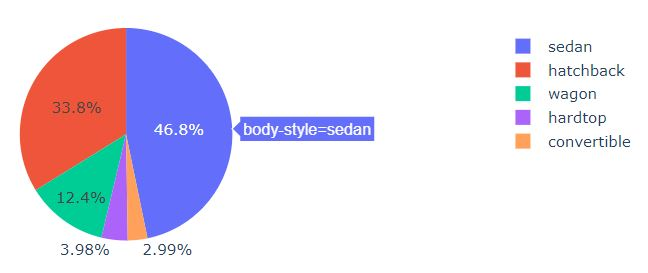 33.8%
46.8%
body-style=sedan
12.4%
3.98%
2.99%
sedan
hatchback
wagon
hardtop
convertible